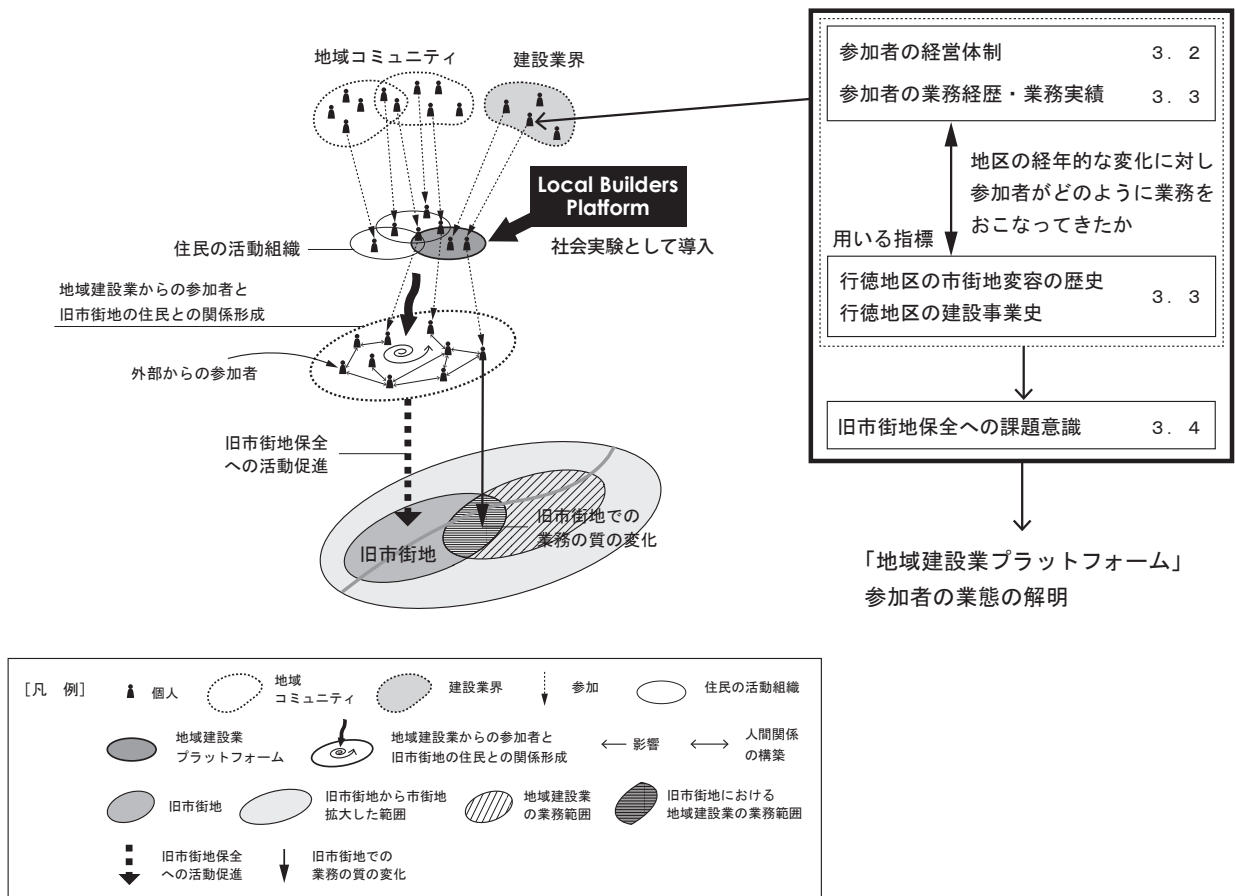 地域コミュニティ
建設業界
Local Builders
Platform
社会実験として導入
住民の活動組織
地域建設業からの参加者と
旧市街地の住民との関係形成
外部からの参加者
旧市街地保全
への活動促進
旧市街地
旧市街地での
業務の質の変化
参加者の経営体制 3．2
参加者の業務経歴・業務実績 3．3
地区の経年的な変化に対し
参加者がどのように業務を
おこなってきたか
用いる指標
行徳地区の市街地変容の歴史
行徳地区の建設事業史
3．3
旧市街地保全への課題意識 3．4
「地域建設業プラットフォーム」
参加者の業態の解明
［凡 例］
個人
地域
コミュニティ
建設業界
参加
住民の活動組織
地域建設業
プラットフォーム
地域建設業からの参加者と
旧市街地の住民との関係形成
影響
人間関係
の構築
旧市街地
旧市街地から市街地
拡大した範囲
地域建設業
の業務範囲
旧市街地における
地域建設業の業務範囲
旧市街地保全
への活動促進
旧市街地での
業務の質の変化